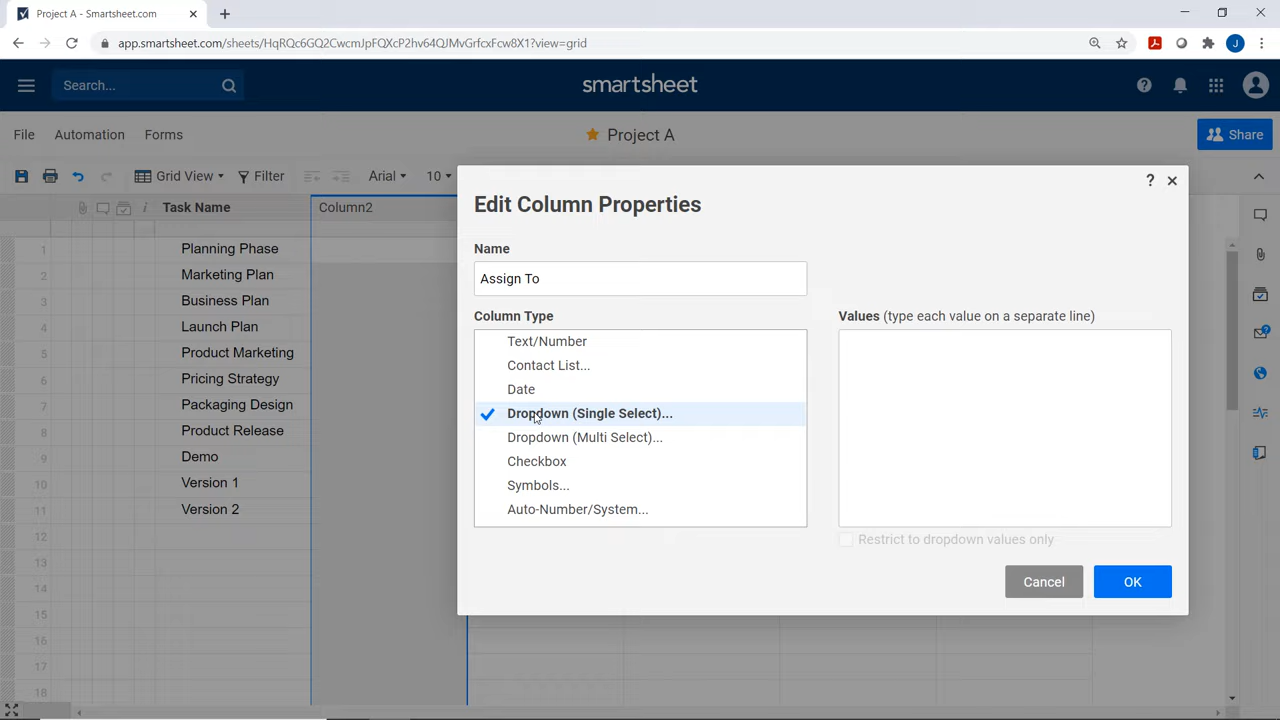 Project A - Smartsheet.com
app.smartsheet.com/sheets/HqRQc6GQ2CwcmJpFQXcP2hv64QJMvGrfcxFcw8X1?view=grid
J
Search...
smartsheet
File
Automation
Forms
Project A
Share
Grid View
Filter
Arial
10
Task Name
Column2
1
Planning Phase
2
Marketing Plan
3
Business Plan
4
Launch Plan
5
Product Marketing
6
Pricing Strategy
7
Packaging Design
8
Product Release
9
Demo
10
Version 1
11
Version 2
12
13
14
15
16
17
18
Edit Column Properties
?
Name
Assign To
Column Type
Text/Number
Contact List...
Date
Dropdown (Single Select)...
Dropdown (Multi Select)...
Checkbox
Symbols...
Auto-Number/System...
Values (type each value on a separate line)
Restrict to dropdown values only
Cancel
OK